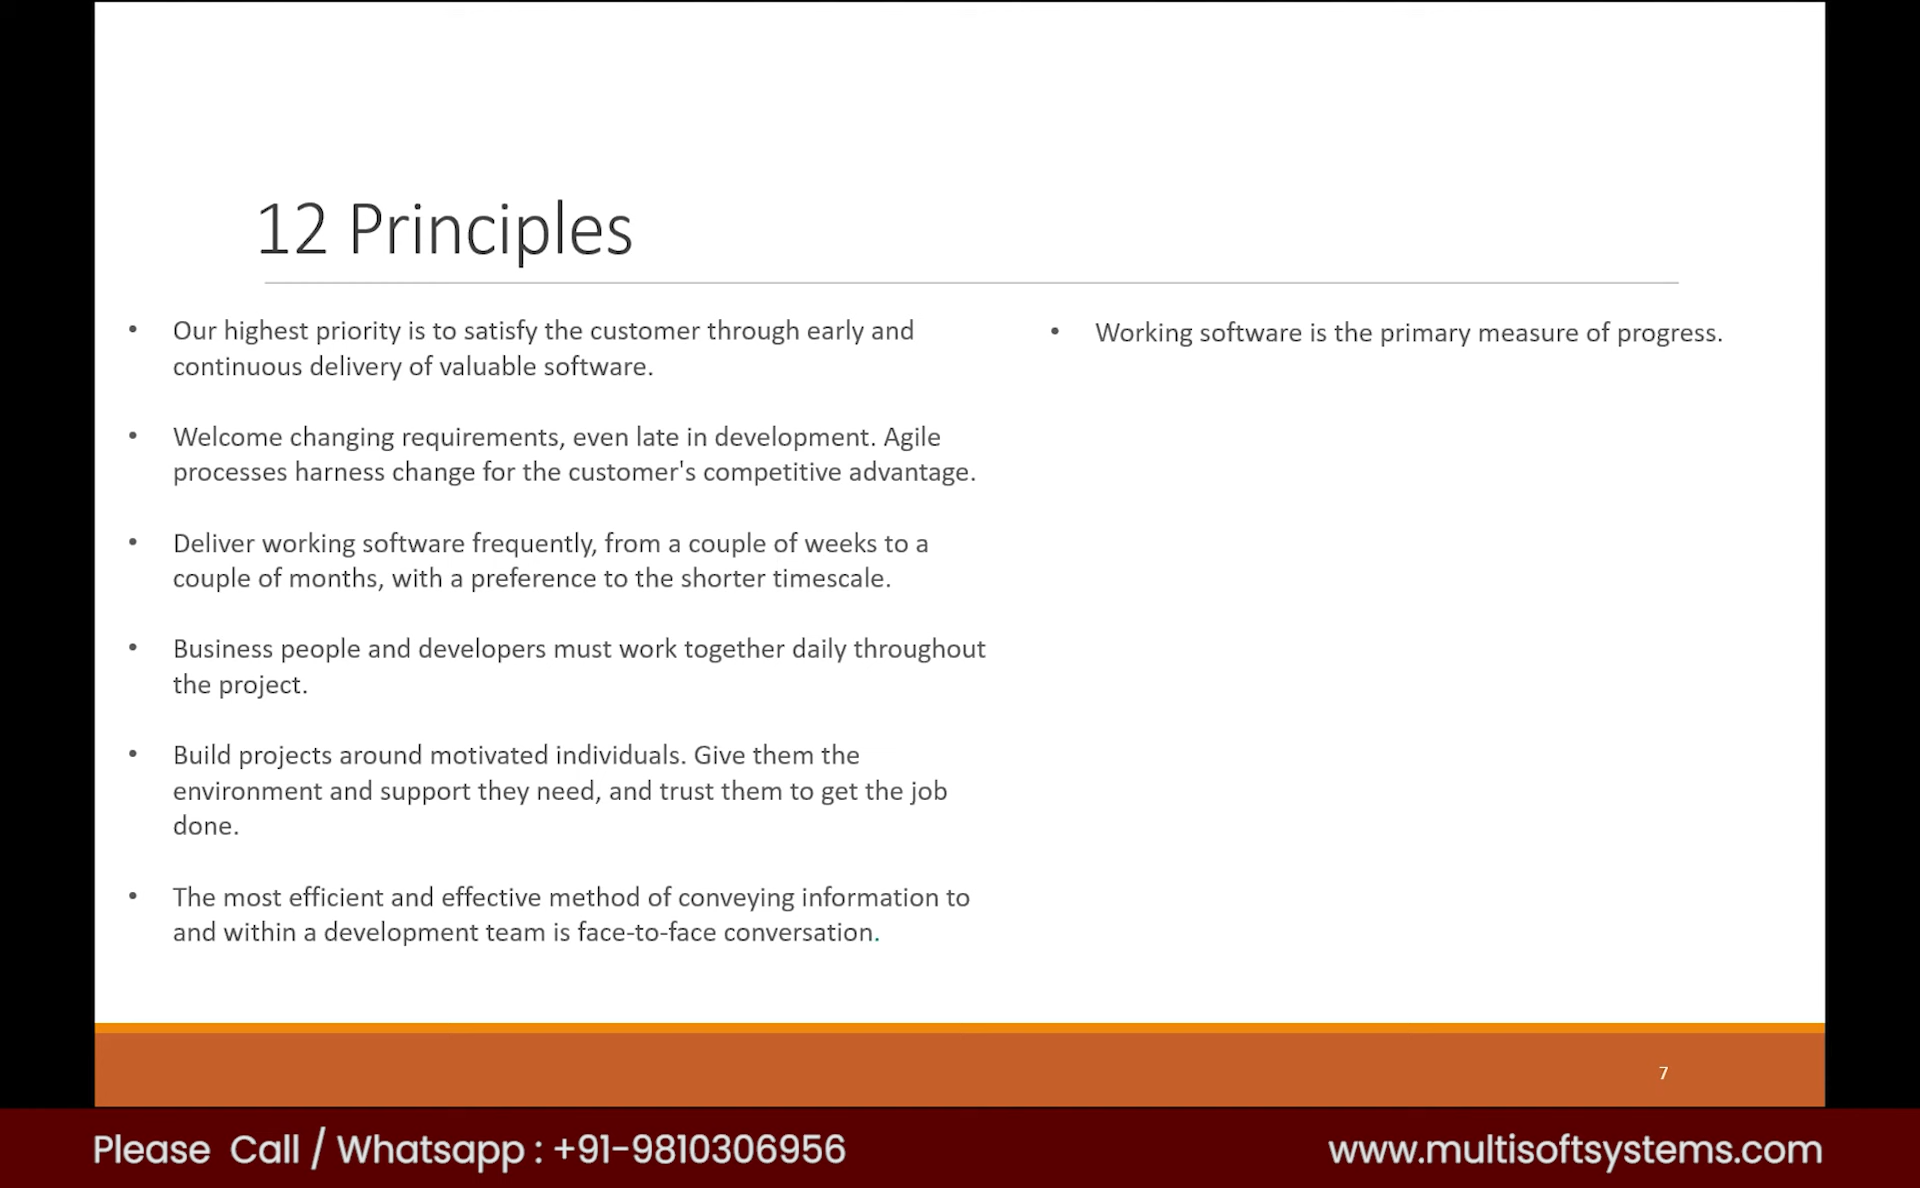 12 Principles
• Our highest priority is to satisfy the customer through early and
continuous delivery of valuable software.
• Welcome changing requirements, even late in development. Agile
processes harness change for the customer's competitive advantage.
• Deliver working software frequently, from a couple of weeks to a
couple of months, with a preference to the shorter timescale.
• Business people and developers must work together daily throughout
the project.
• Build projects around motivated individuals. Give them the
environment and support they need, and trust them to get the job
done.
• The most efficient and effective method of conveying information to
and within a development team is face-to-face conversation.
• Working software is the primary measure of progress.
7
Please Call / Whatsapp : +91-9810306956
www.multisoftsystems.com